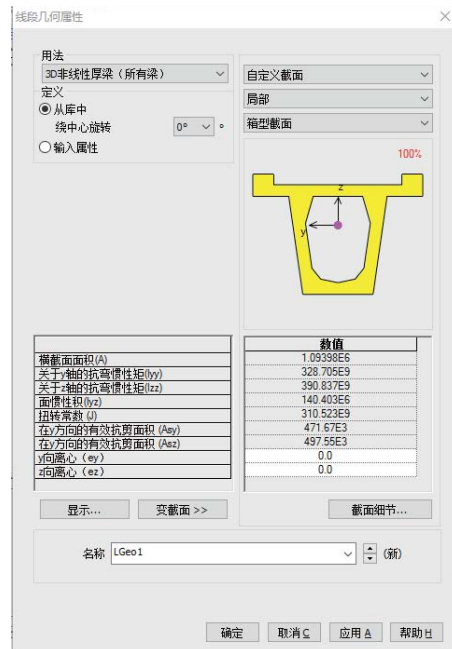 线段几何属性
用法
3D非线性厚梁（所有梁）
定义
从库中
绕中心旋转 0° °
输入属性
自定义截面
局部
箱型截面
100%
z
y
数值
横截面面积(A) 1.09398E6
关于y轴的抗弯惯性矩(Iyy) 328.705E9
关于z轴的抗弯惯性矩(Izz) 390.837E9
面惯性积(Iyz) 140.403E6
扭转常数 (J) 310.523E9
在y方向的有效抗剪面积 (Asy) 471.67E3
在y方向的有效抗剪面积 (Asz) 497.55E3
y向离心（ey） 0.0
z向离心（ez） 0.0
显示... 变截面 >> 截面细节...
名称 LGeo1 (新)
确定 取消 C 应用 A 帮助 H